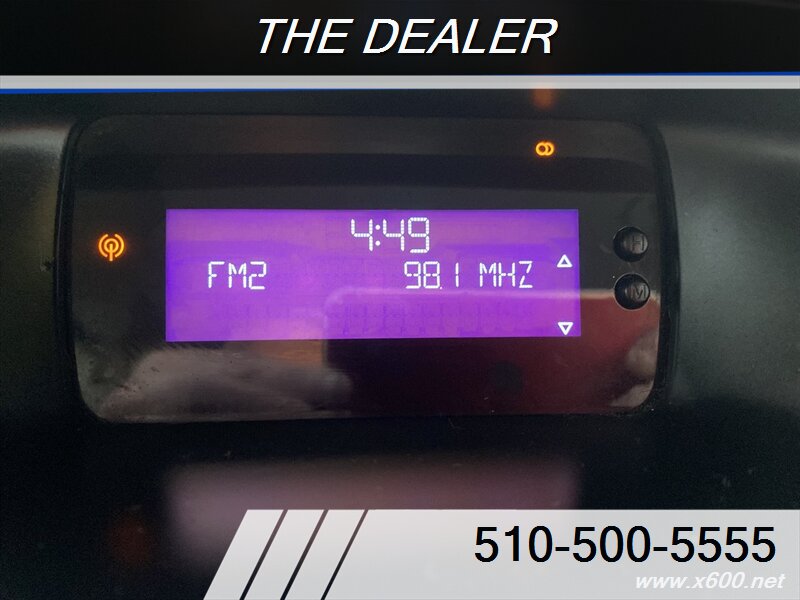 THE DEALER
4:49
FM2 98.1 MHZ
H
M
510-500-5555
www.x600.net